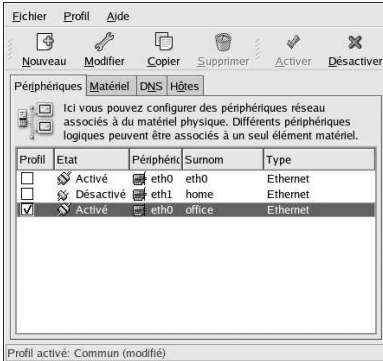 Fichier Profil Aide
Nouveau Modifier Copier Supprimer Activer Désactiver
Périphériques Matériel DNS Hôtes
Ici vous pouvez configurer des périphériques réseau
associés à du matériel physique. Différents périphériques
logiques peuvent être associés à un seul élément matériel.
Profil Etat Périphéric Surnom Type
Activé eth0 eth0 Ethernet
Désactivé eth1 home Ethernet
Activé eth0 office Ethernet
Profil activé: Commun (modifié)